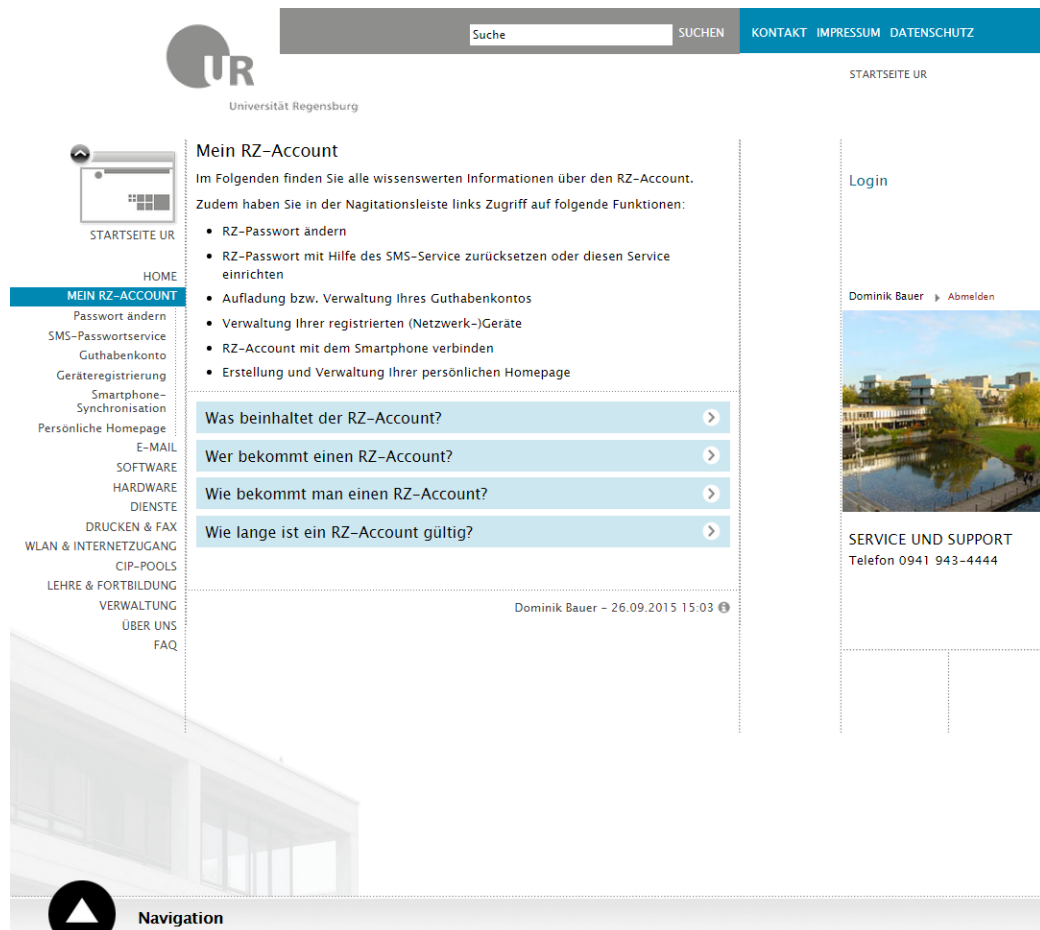 Suche
SUCHEN
KONTAKT IMPRESSUM DATENSCHUTZ
UR
Universität Regensburg
STARTSEITE UR
STARTSEITE UR
HOME
MEIN RZ-ACCOUNT
Passwort ändern
SMS-Passwortservice
Guthabenkonto
Geräteregistrierung
Smartphone-
Synchronisation
Persönliche Homepage
E-MAIL
SOFTWARE
HARDWARE
DIENSTE
DRUCKEN & FAX
WLAN & INTERNETZUGANG
CIP-POOLS
LEHRE & FORTBILDUNG
VERWALTUNG
ÜBER UNS
FAQ
Mein RZ-Account
Im Folgenden finden Sie alle wissenswerten Informationen über den RZ-Account.
Zudem haben Sie in der Nagitationsleiste links Zugriff auf folgende Funktionen:
RZ-Passwort ändern
RZ-Passwort mit Hilfe des SMS-Service zurücksetzen oder diesen Service
einrichten
Aufladung bzw. Verwaltung Ihres Guthabenkontos
Verwaltung Ihrer registrierten (Netzwerk-)Geräte
RZ-Account mit dem Smartphone verbinden
Erstellung und Verwaltung Ihrer persönlichen Homepage
Was beinhaltet der RZ-Account?
Wer bekommt einen RZ-Account?
Wie bekommt man einen RZ-Account?
Wie lange ist ein RZ-Account gültig?
Dominik Bauer - 26.09.2015 15:03
Login
Dominik Bauer Abmelden
SERVICE UND SUPPORT
Telefon 0941 943-4444
Navigation